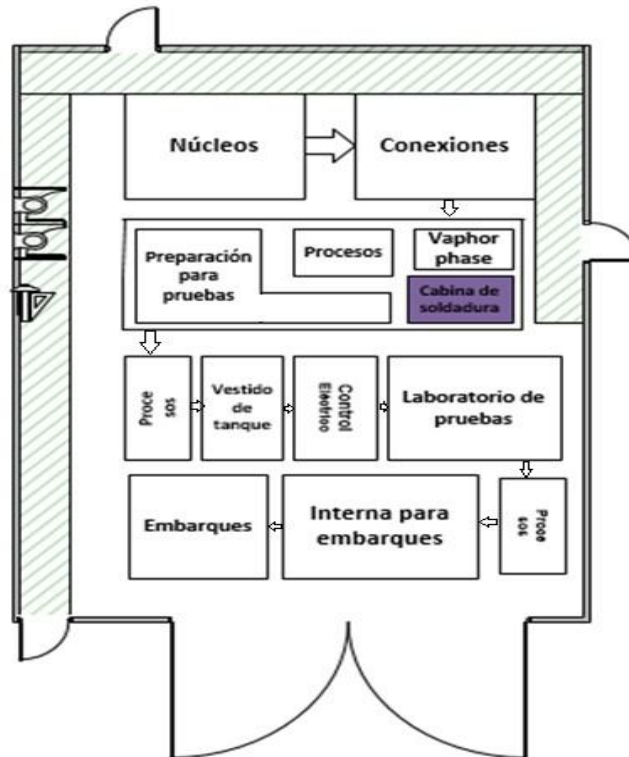 Núcleos
Conexiones
Preparación
para
pruebas
Procesos
Vaphor
phase
Cabina de
soldadura
Proce
sos
Vestido
de
tanque
Control
Eléctrico
Laboratorio de
pruebas
Embarques
Interna para
embarques
Proce
sos